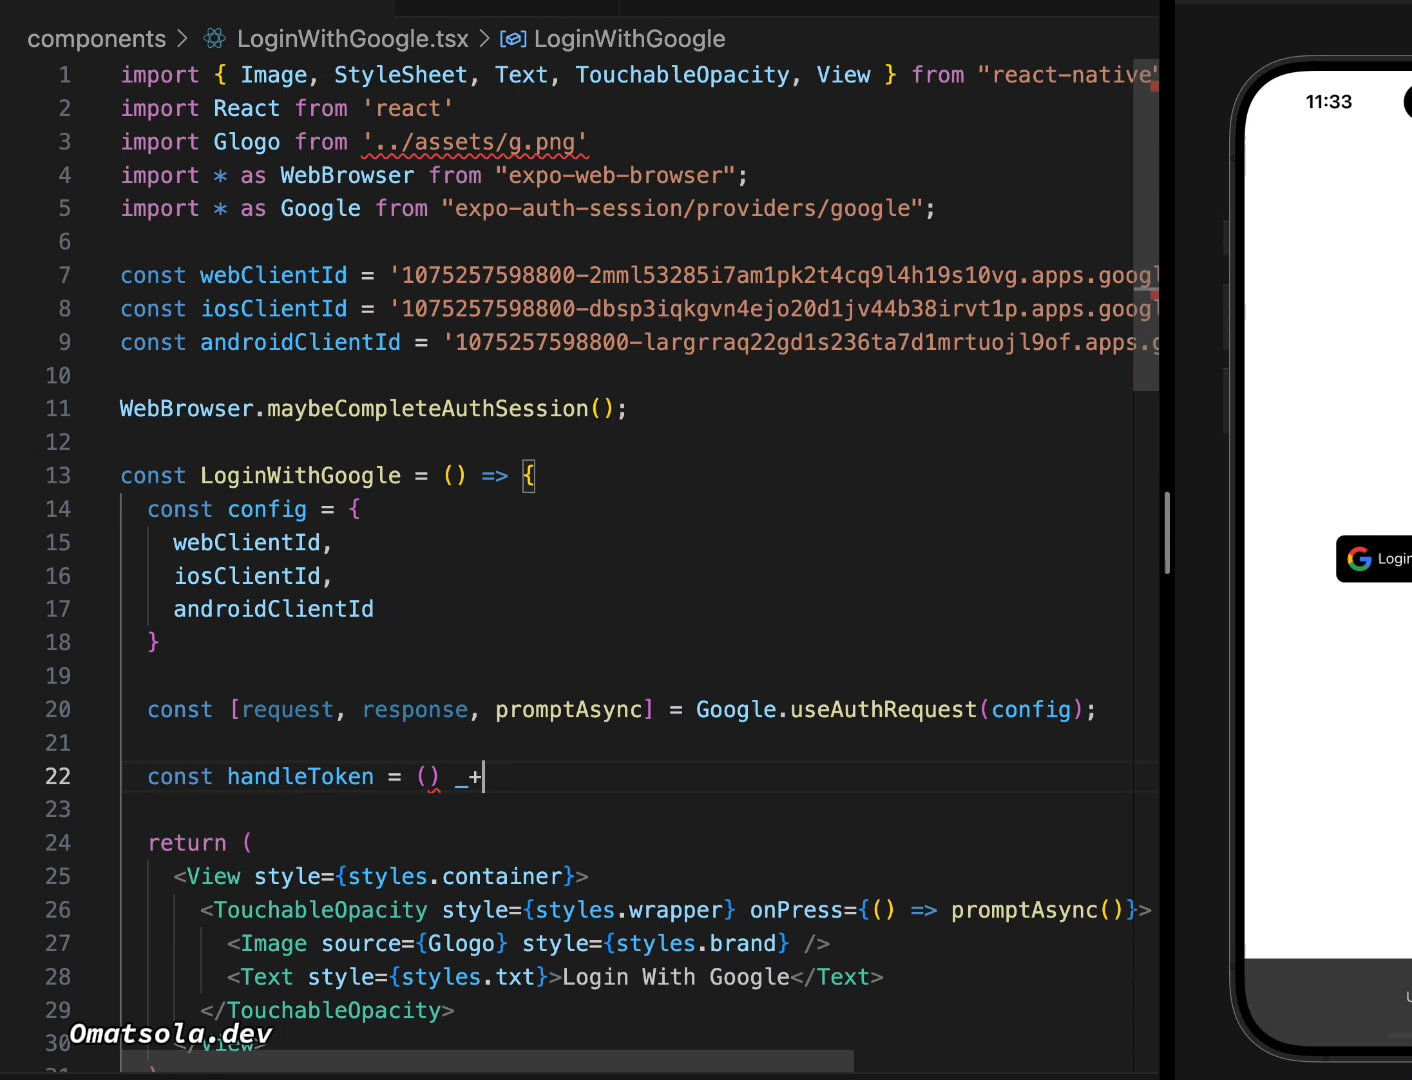 components > LoginWithGoogle.tsx > LoginWithGoogle
1 import { Image, StyleSheet, Text, TouchableOpacity, View } from "react-native"
2 import React from 'react'
3 import Glogo from '../assets/g.png'
4 import * as WebBrowser from "expo-web-browser";
5 import * as Google from "expo-auth-session/providers/google";
6
7 const webClientId = '1075257598800-2mml53285i7am1pk2t4cq9l4h19s10vg.apps.googl
8 const iosClientId = '1075257598800-dbsp3iqkgvn4ejo20d1jv44b38irvt1p.apps.googl
9 const androidClientId = '1075257598800-largrraq22gd1s236ta7d1mrtuojl9of.apps.g
10
11 WebBrowser.maybeCompleteAuthSession();
12
13 const LoginWithGoogle = () => {
14 const config = {
15 webClientId,
16 iosClientId,
17 androidClientId
18 }
19
20 const [request, response, promptAsync] = Google.useAuthRequest(config);
21
22 const handleToken = () _+
23
24 return (
25 <View style={styles.container}>
26 <TouchableOpacity style={styles.wrapper} onPress={() => promptAsync()}>
27 <Image source={Glogo} style={styles.brand} />
28 <Text style={styles.txt}>Login With Google</Text>
29 </TouchableOpacity>
30 </View>
Omatsola.dev
11:33
Login